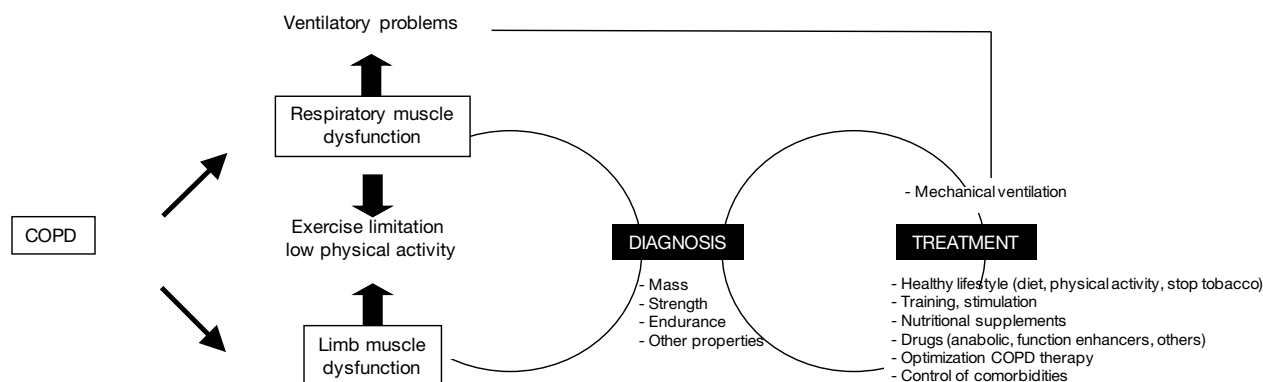 Ventilatory problems
Respiratory muscle
dysfunction
- Mechanical ventilation
COPD
Exercise limitation
low physical activity
DIAGNOSIS
TREATMENT
- Mass
- Strength
- Endurance
- Other properties
- Healthy lifestyle (diet, physical activity, stop tobacco)
- Training, stimulation
- Nutritional supplements
- Drugs (anabolic, function enhancers, others)
- Optimization COPD therapy
- Control of comorbidities
Limb muscle
dysfunction